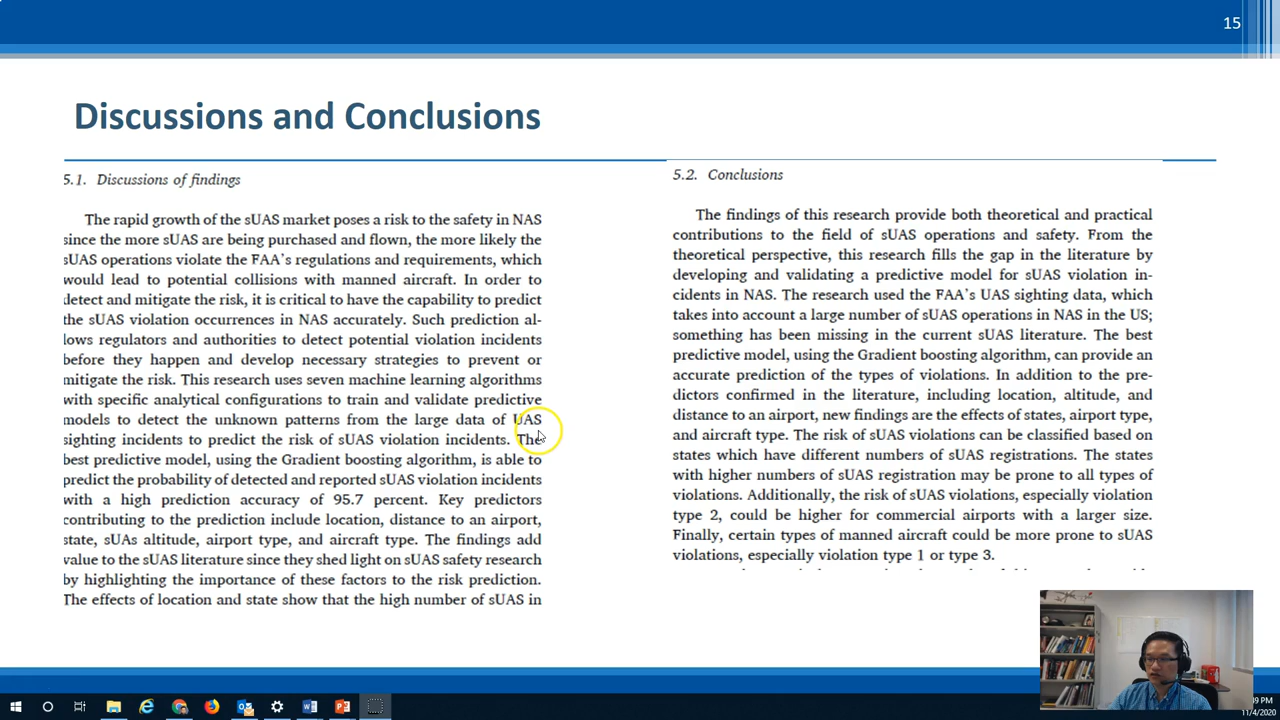 15
Discussions and Conclusions
5.1. Discussions of findings
The rapid growth of the sUAS market poses a risk to the safety in NAS
since the more sUAS are being purchased and flown, the more likely the
sUAS operations violate the FAA's regulations and requirements, which
would lead to potential collisions with manned aircraft. In order to
detect and mitigate the risk, it is critical to have the capability to predict
the sUAS violation occurrences in NAS accurately. Such prediction al-
lows regulators and authorities to detect potential violation incidents
before they happen and develop necessary strategies to prevent or
mitigate the risk. This research uses seven machine learning algorithms
with specific analytical configurations to train and validate predictive
models to detect the unknown patterns from the large data of UAS
sighting incidents to predict the risk of sUAS violation incidents. The
best predictive model, using the Gradient boosting algorithm, is able to
predict the probability of detected and reported sUAS violation incidents
with a high prediction accuracy of 95.7 percent. Key predictors
contributing to the prediction include location, distance to an airport,
state, sUAs altitude, airport type, and aircraft type. The findings add
value to the sUAS literature since they shed light on sUAS safety research
by highlighting the importance of these factors to the risk prediction.
The effects of location and state show that the high number of sUAS in
5.2. Conclusions
The findings of this research provide both theoretical and practical
contributions to the field of sUAS operations and safety. From the
theoretical perspective, this research fills the gap in the literature by
developing and validating a predictive model for sUAS violation in-
cidents in NAS. The research used the FAA's UAS sighting data, which
takes into account a large number of sUAS operations in NAS in the US;
something has been missing in the current sUAS literature. The best
predictive model, using the Gradient boosting algorithm, can provide an
accurate prediction of the types of violations. In addition to the pre-
dictors confirmed in the literature, including location, altitude, and
distance to an airport, new findings are the effects of states, airport type,
and aircraft type. The risk of sUAS violations can be classified based on
states which have different numbers of sUAS registrations. The states
with higher numbers of sUAS registration may be prone to all types of
violations. Additionally, the risk of sUAS violations, especially violation
type 2, could be higher for commercial airports with a larger size.
Finally, certain types of manned aircraft could be more prone to sUAS
violations, especially violation type 1 or type 3.
11/4/2020